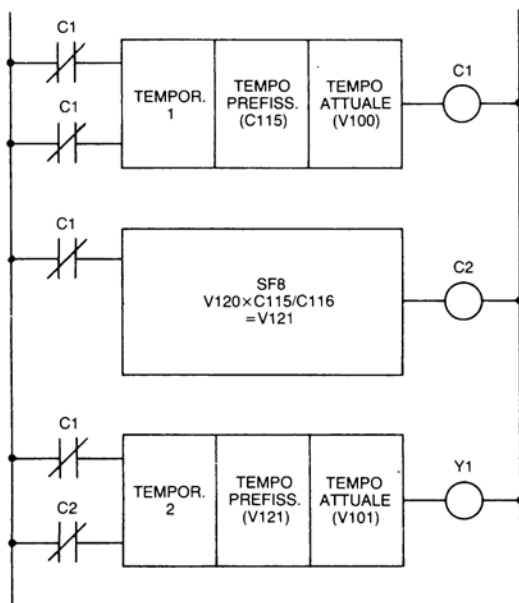 C1
TEMPOR.
1
TEMPO
PREFISS.
(C115)
TEMPO
ATTUALE
(V100)
C1
C1
C1
SF8
V120×C115/C116
=V121
C2
C1
TEMPOR.
2
TEMPO
PREFISS.
(V121)
TEMPO
ATTUALE
(V101)
Y1
C2